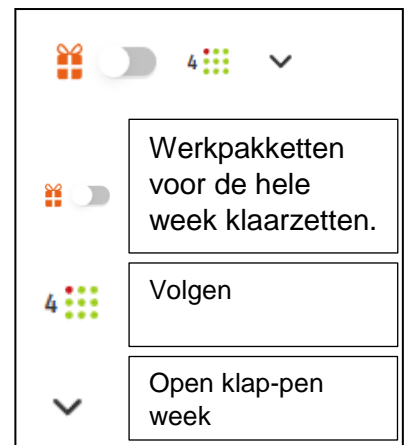 4
Werkpakketten
voor de hele
week klaarzetten.
4
Volgen
Open klap-pen
week